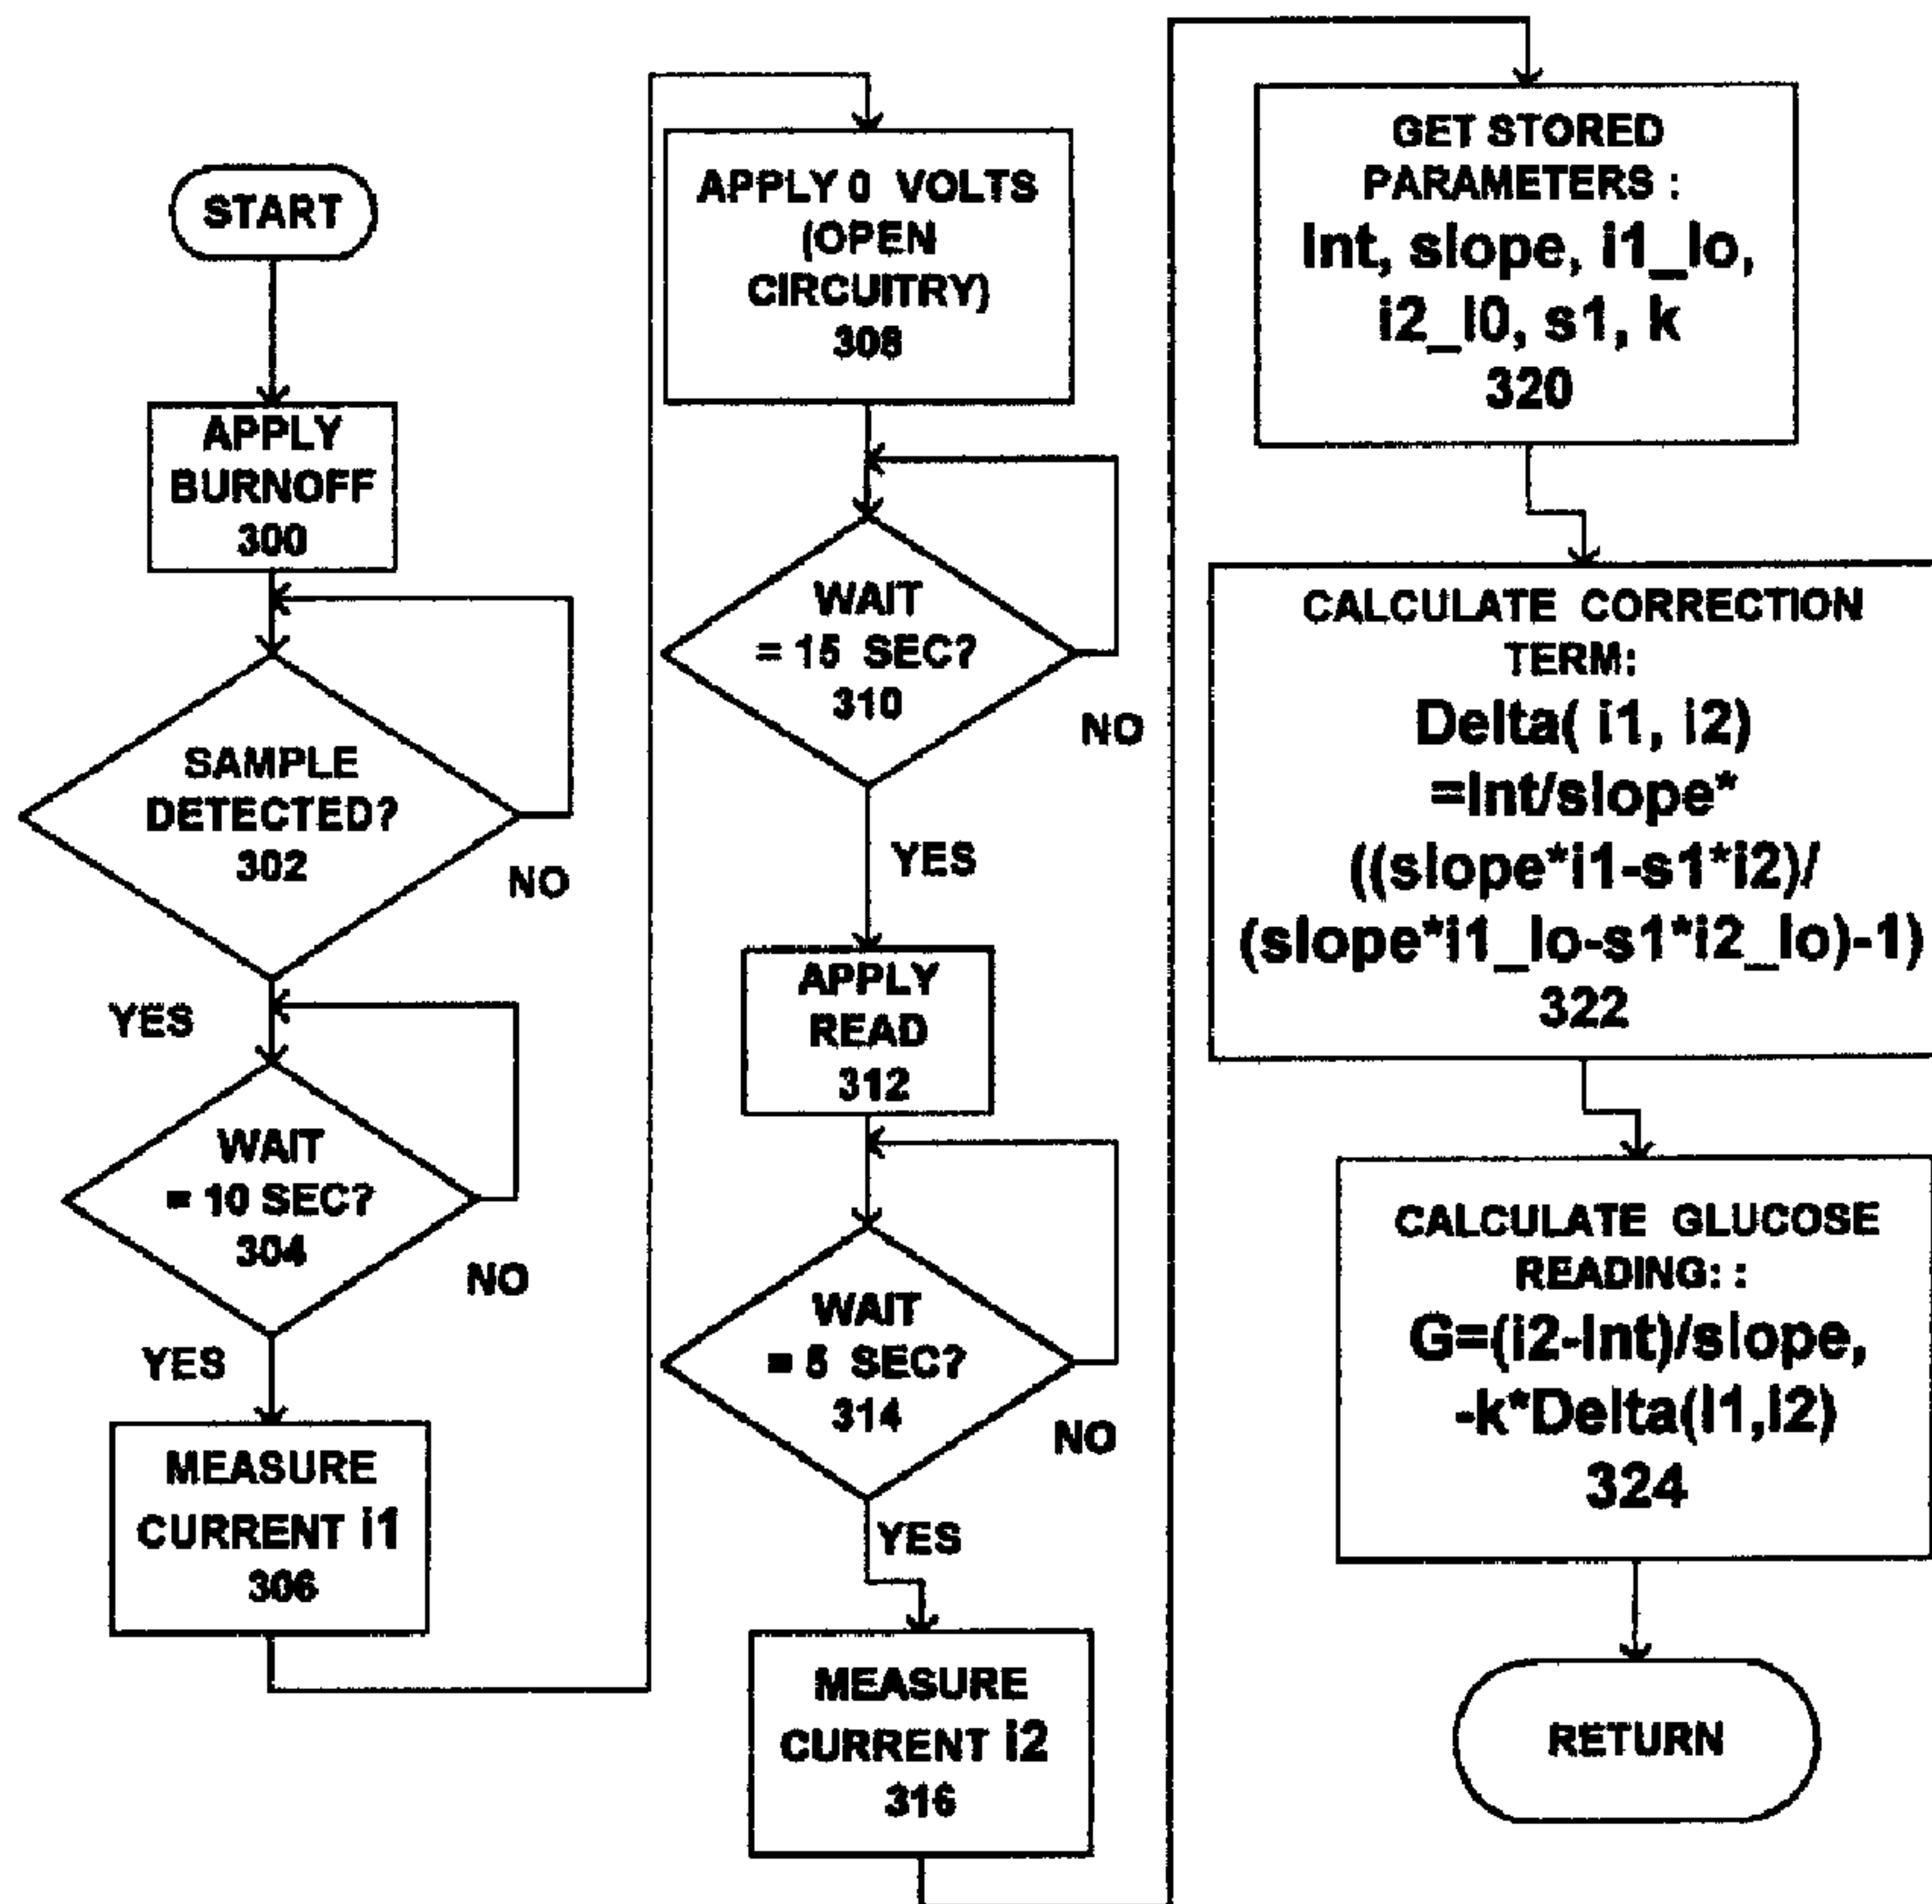 START
APPLY
BURNOFF
300
SAMPLE
DETECTED?
302
NO
YES
WAIT
= 10 SEC?
304
NO
YES
MEASURE
CURRENT i1
306
APPLY 0 VOLTS
(OPEN
CIRCUITRY)
308
WAIT
= 15 SEC?
310
NO
YES
APPLY
READ
312
WAIT
= 5 SEC?
314
NO
YES
MEASURE
CURRENT i2
316
GET STORED
PARAMETERS :
Int, slope, i1_lo,
i2_l0, s1, k
320
CALCULATE CORRECTION
TERM:
Delta( i1, i2)
=Int/slope*
((slope*i1-s1*i2)/
(slope*i1_lo-s1*i2_lo)-1)
322
CALCULATE GLUCOSE
READING: :
G=(i2-Int)/slope,
-k*Delta(I1,I2)
324
RETURN